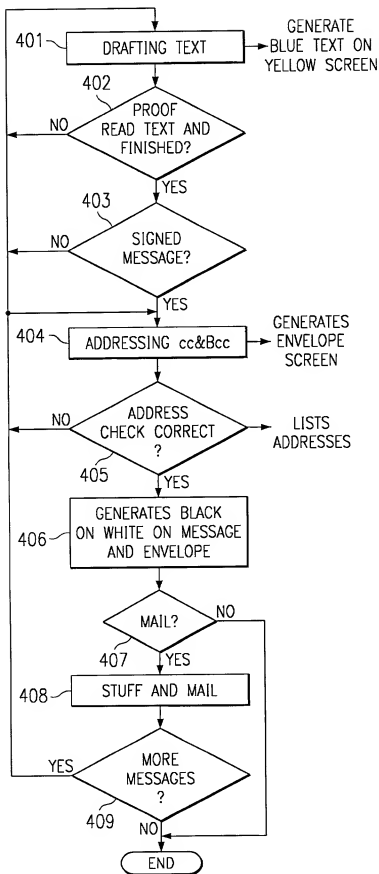 401
DRAFTING TEXT
GENERATE
BLUE TEXT ON
YELLOW SCREEN
402
PROOF
READ TEXT AND
FINISHED?
NO
YES
403
SIGNED
MESSAGE?
NO
YES
404
ADDRESSING cc&Bcc
GENERATES
ENVELOPE
SCREEN
NO
ADDRESS
CHECK CORRECT
?
LISTS
ADDRESSES
405
YES
406
GENERATES BLACK
ON WHITE ON MESSAGE
AND ENVELOPE
MAIL?
NO
407
YES
408
STUFF AND MAIL
YES
MORE
MESSAGES
?
409
NO
END